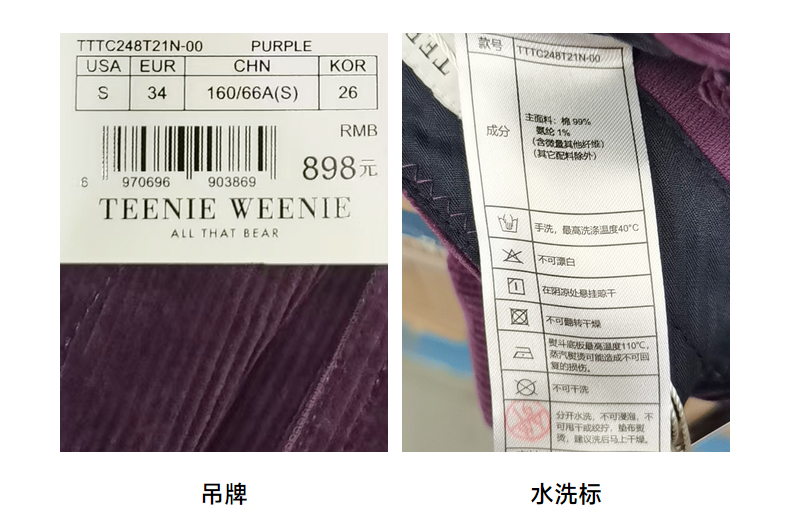 TTTC248T21N-00 PURPLE
USA EUR CHN KOR
S 34 160/66A(S) 26
RMB
898元
6 970696 903869
TEENIE WEENIE
ALL THAT BEAR
吊牌
TEE
款号 TTTC248T21N-00
成分
主面料：棉 99%
氨纶 1%
（含微量其他纤维）
（其它配料除外）
手洗，最高洗涤温度40°C
不可漂白
在阴凉处悬挂晾干
不可翻转干燥
熨斗底板最高温度110℃，
蒸汽熨烫可能造成不可回
复的损伤。
不可干洗
分开水洗，不可浸泡，不
可甩干或绞拧，垫布熨
烫，建议洗后马上干燥。
水洗标